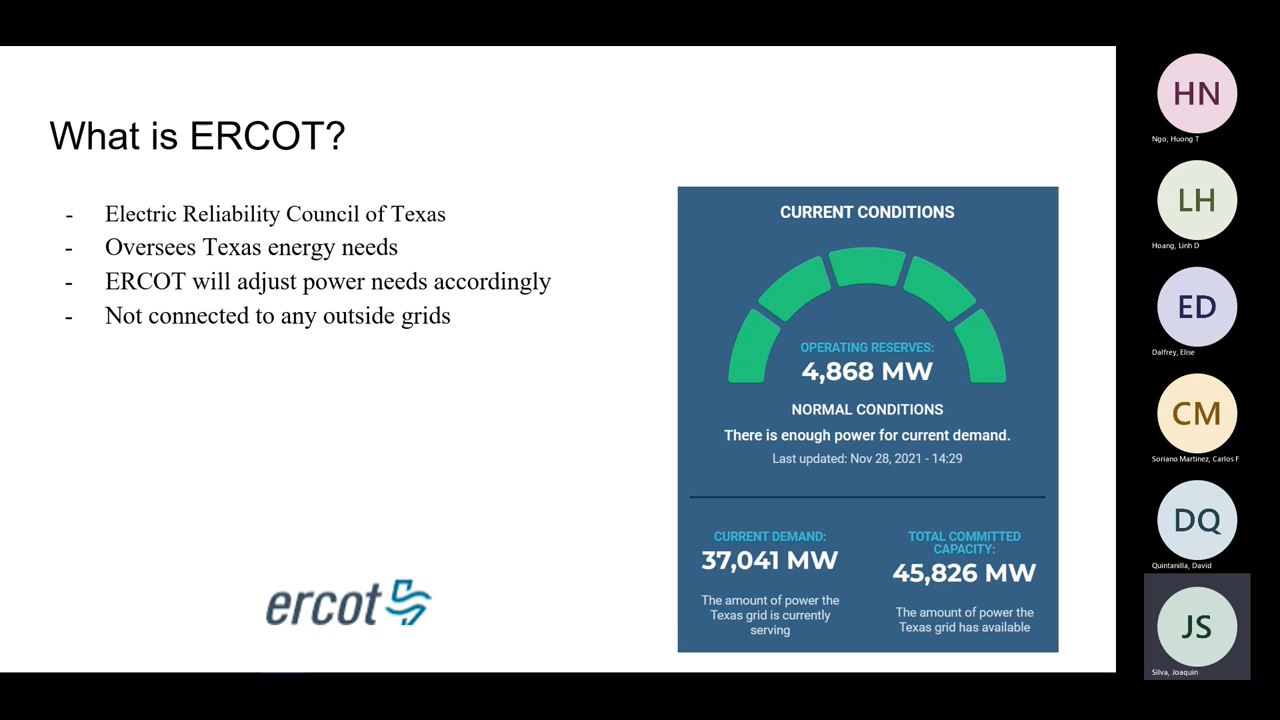 What is ERCOT?
- Electric Reliability Council of Texas
- Oversees Texas energy needs
- ERCOT will adjust power needs accordingly
- Not connected to any outside grids
ercot
CURRENT CONDITIONS
OPERATING RESERVES:
4,868 MW
NORMAL CONDITIONS
There is enough power for current demand.
Last updated: Nov 28, 2021 - 14:29
CURRENT DEMAND:
37,041 MW
The amount of power the
Texas grid is currently
serving
TOTAL COMMITTED
CAPACITY:
45,826 MW
The amount of power the
Texas grid has available
HN
Ngo, Huong T
LH
Hoang, Linh D
ED
Dalfrey, Elise
CM
Soriano Martinez, Carlos F
DQ
Quintanilla, David
JS
Silva, Joaquin